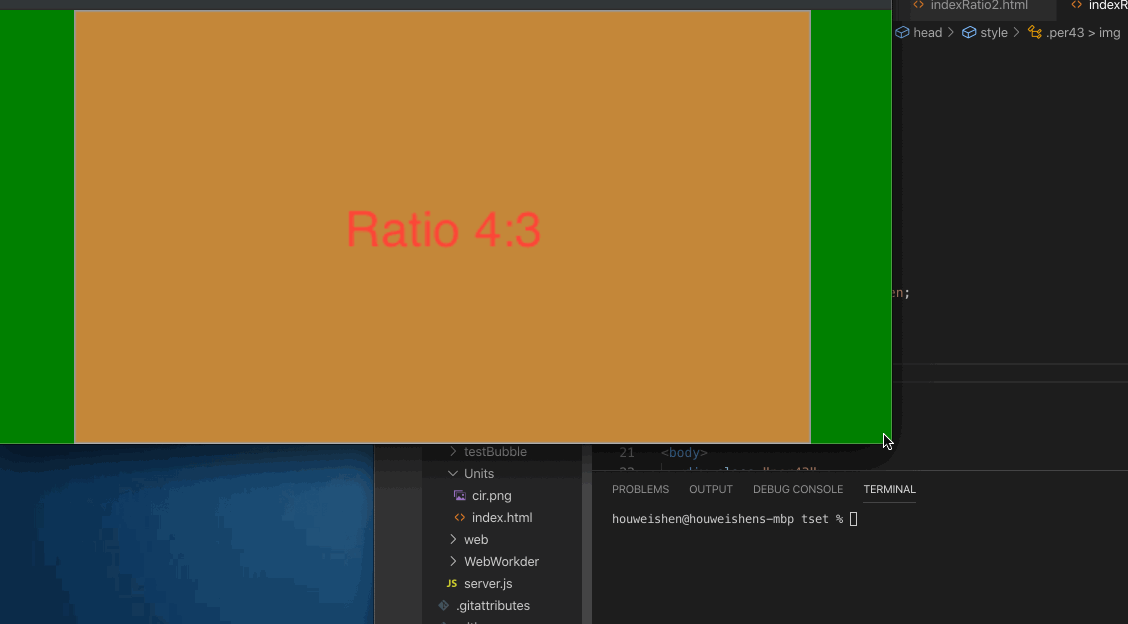 indexRatio2.html
indexR
head > style > .per43 > img
Ratio 4:3
en;
testBubble
21 <body>
Units
cir.png
index.html
web
WebWorkder
server.js
.gitattributes
PROBLEMS OUTPUT DEBUG CONSOLE TERMINAL
houweishen@houweishens-mbp tset %